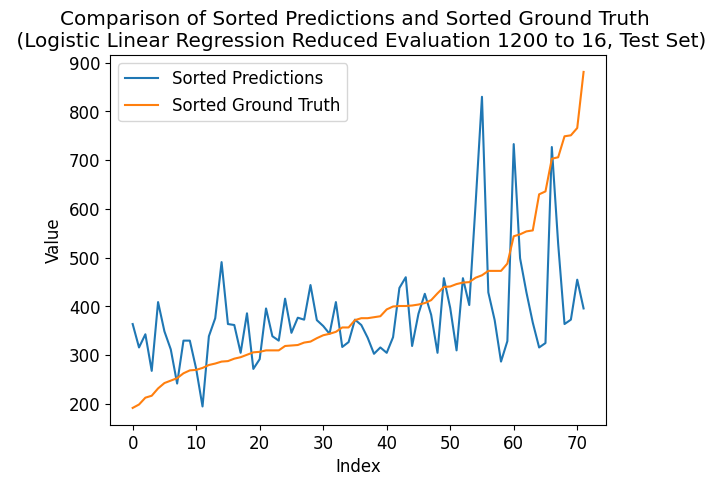 Comparison of Sorted Predictions and Sorted Ground Truth
(Logistic Linear Regression Reduced Evaluation 1200 to 16, Test Set)
Sorted Predictions
Sorted Ground Truth
900
800
700
600
500
400
300
200
Value
0 10 20 30 40 50 60 70
Index